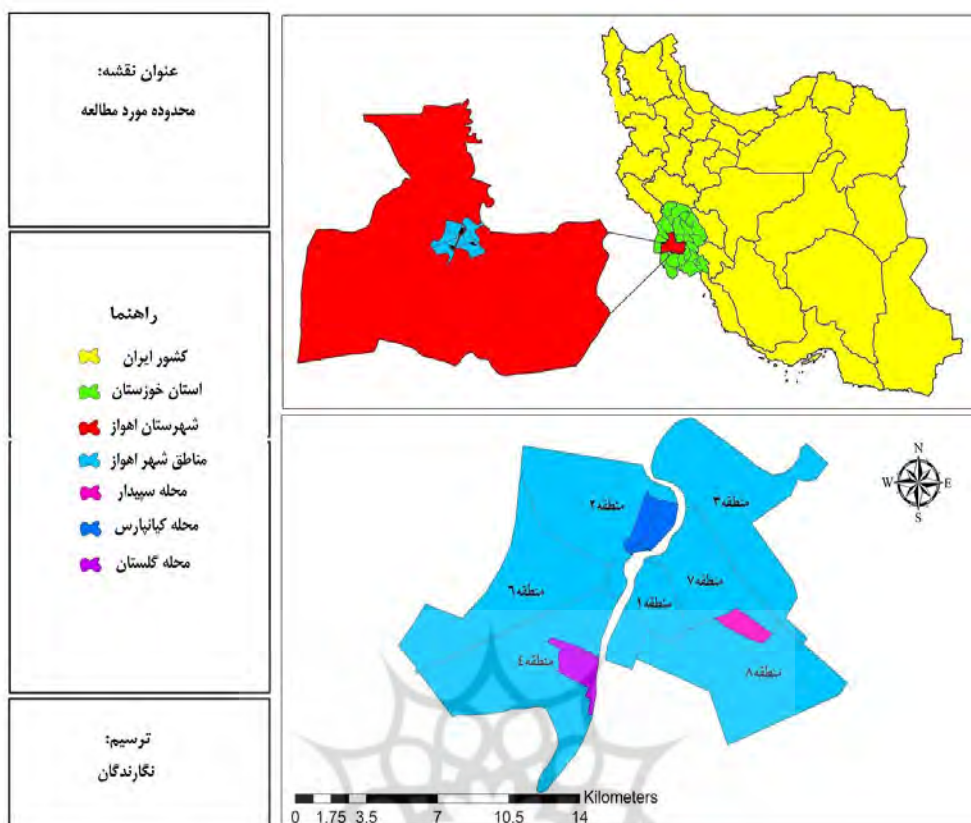 عنوان نقشه:
محدوده مورد مطالعه
راهنما
کشور ایران
استان خوزستان
شهرستان اهواز
مناطق شهر اهواز
محله سپیدار
محله کیانپارس
محله گلستان
ترسیم:
نگارندگان
N
W E
S
منطقه۲
منطقه۳
منطقه۶
منطقه۷
منطقه۱
منطقه۴
منطقه۸
Kilometers
0 1.75 3.5 7 10.5 14